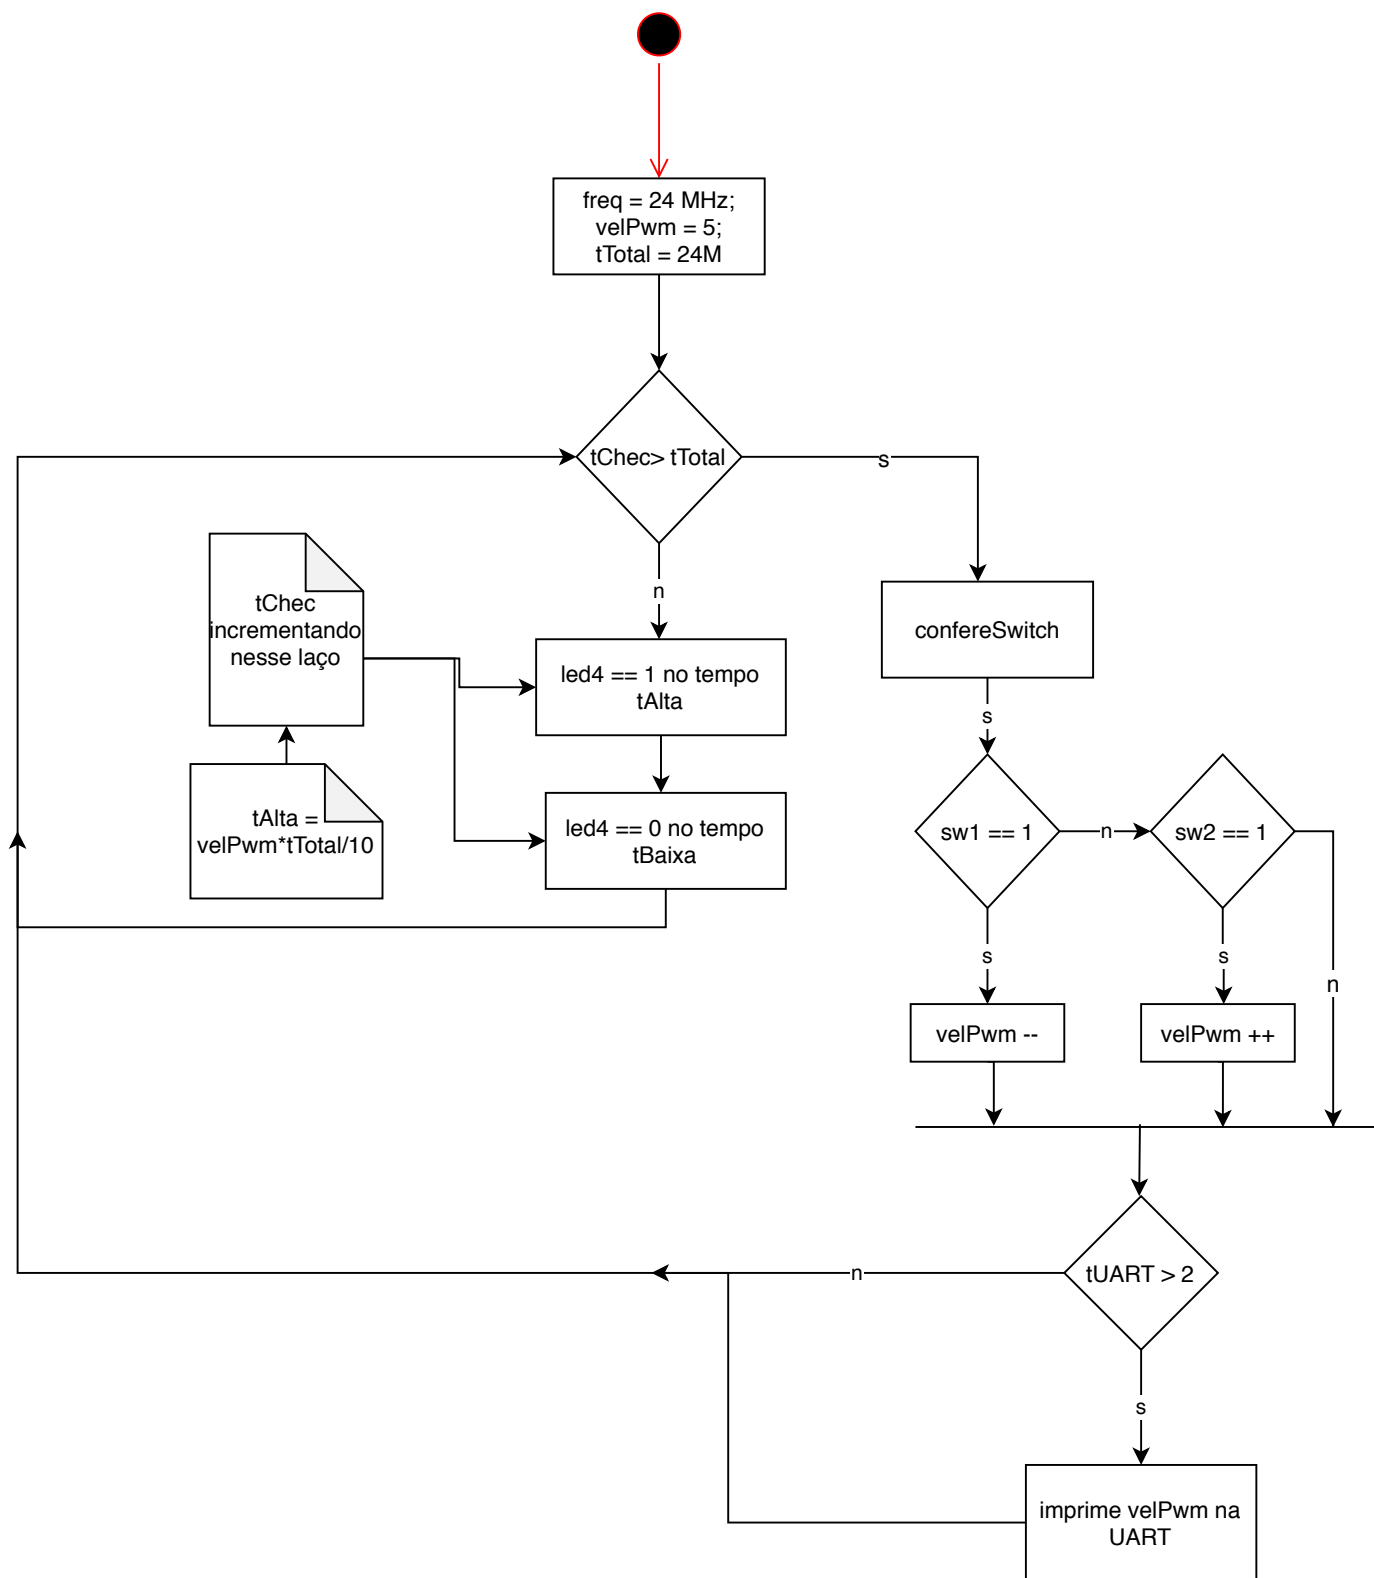 freq = 24 MHz;
velPwm = 5;
tTotal = 24M
tChec> tTotal
s
n
tChec
incrementando
nesse laço
led4 == 1 no tempo
tAlta
confereSwitch
s
tAlta =
velPwm*tTotal/10
led4 == 0 no tempo
tBaixa
sw1 == 1
n
sw2 == 1
s
s
n
velPwm --
velPwm ++
tUART > 2
n
s
imprime velPwm na
UART